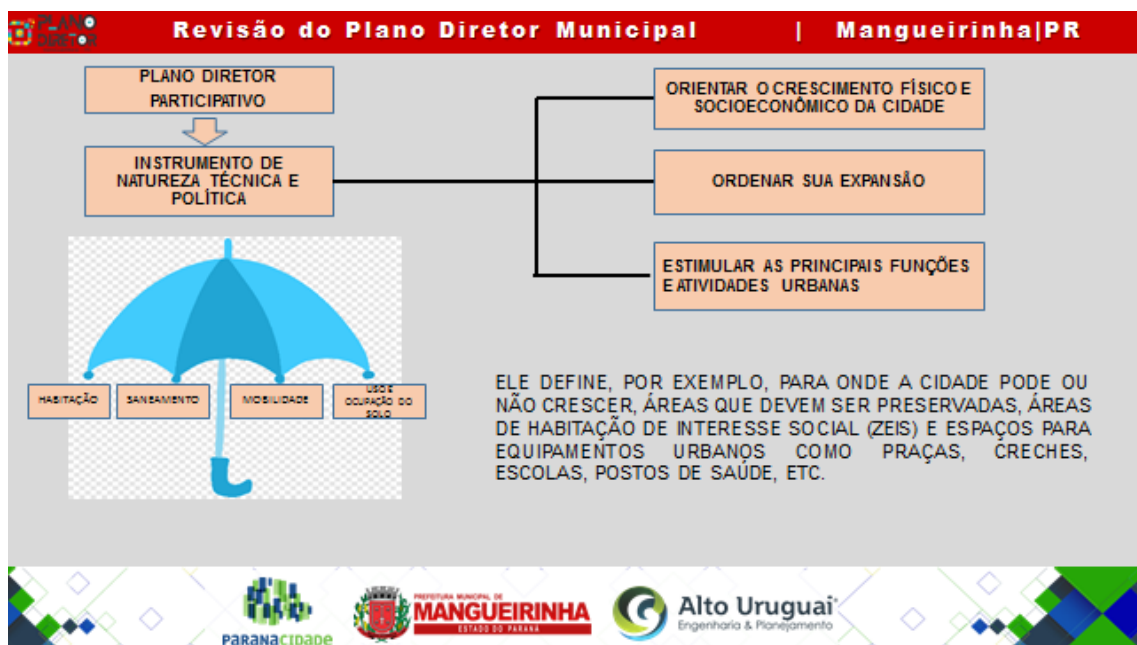 PLANO
DIRETOR
Revisão do Plano Diretor Municipal | Mangueirinha|PR
PLANO DIRETOR
PARTICIPATIVO
INSTRUMENTO DE
NATUREZA TÉCNICA E
POLÍTICA
ORIENTAR O CRESCIMENTO FÍSICO E
SOCIOECONÔMICO DA CIDADE
ORDENAR SUA EXPANSÃO
ESTIMULAR AS PRINCIPAIS FUNÇÕES
E ATIVIDADES URBANAS
HABITAÇÃO
SANEAMENTO
MOBILIDADE
USO E
OCUPAÇÃO DO
SOLO
ELE DEFINE, POR EXEMPLO, PARA ONDE A CIDADE PODE OU
NÃO CRESCER, ÁREAS QUE DEVEM SER PRESERVADAS, ÁREAS
DE HABITAÇÃO DE INTERESSE SOCIAL (ZEIS) E ESPAÇOS PARA
EQUIPAMENTOS URBANOS COMO PRAÇAS, CRECHES,
ESCOLAS, POSTOS DE SAÚDE, ETC.
PARANACIDADE
PREFEITURA MUNICIPAL DE
MANGUEIRINHA
ESTADO DO PARANÁ
Alto Uruguai
Engenharia & Planejamento